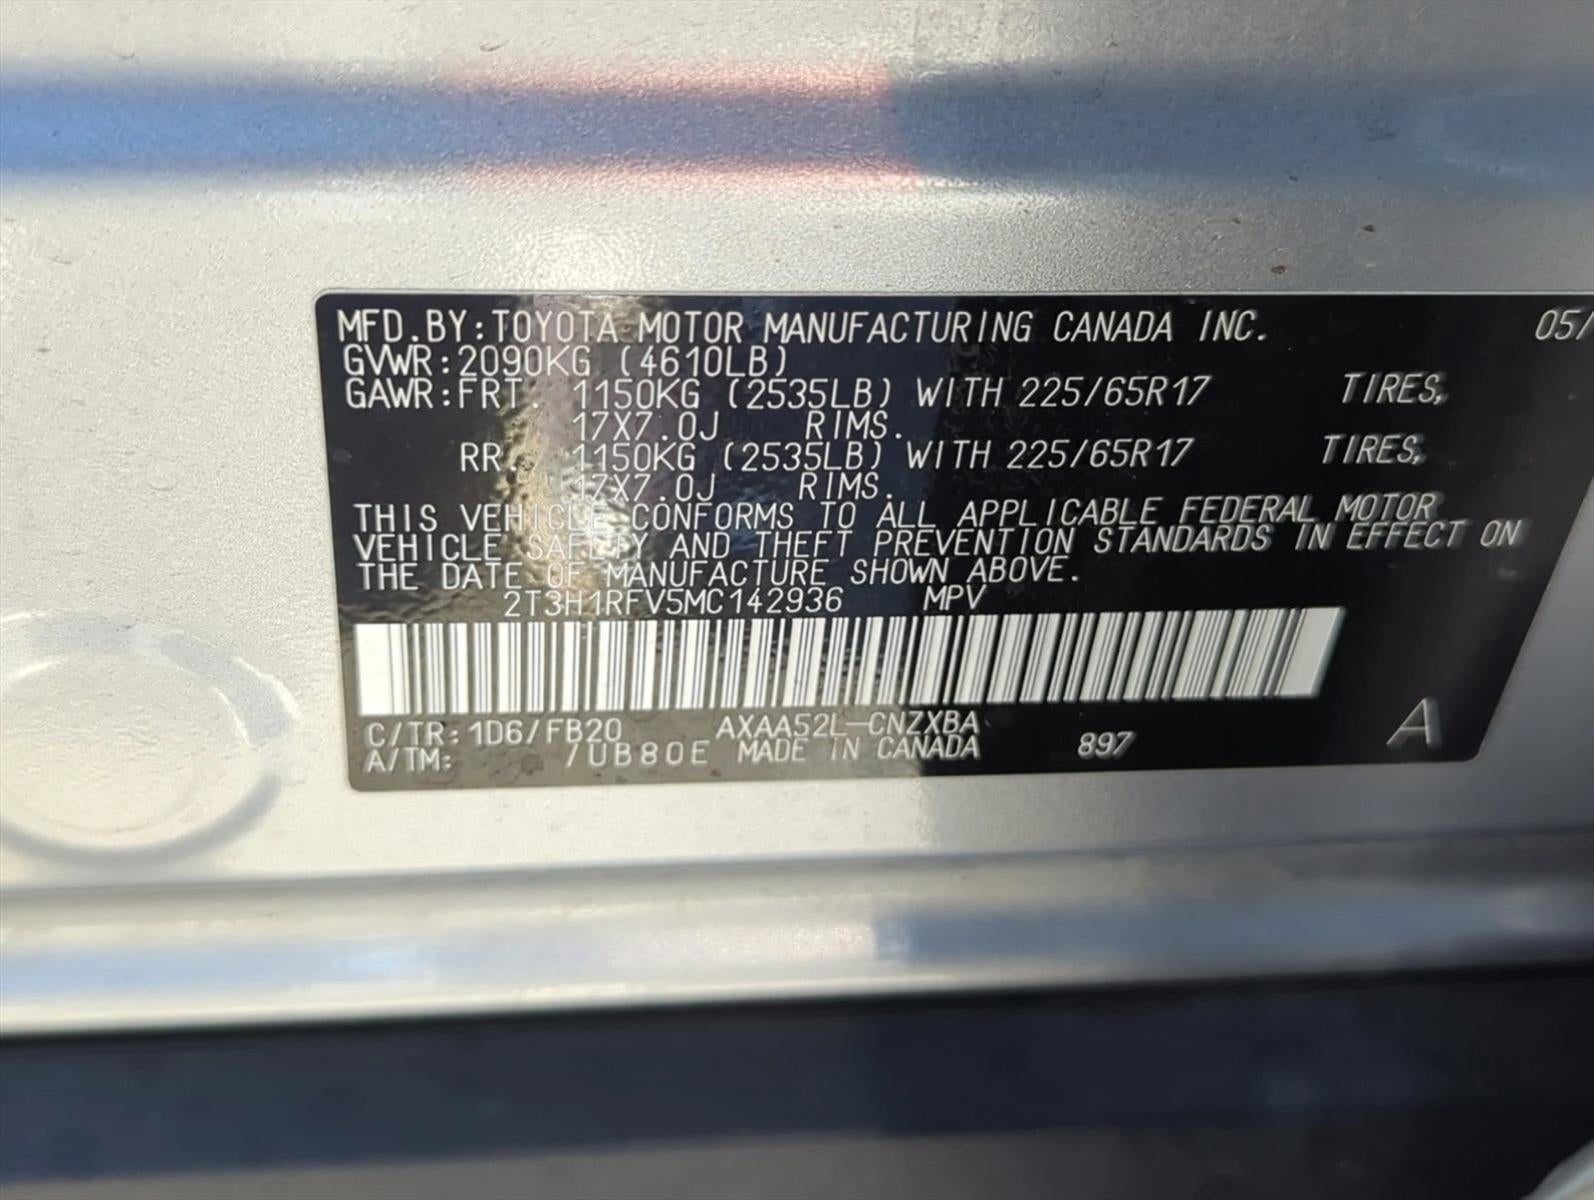 MFD.BY:TOYOTA MOTOR MANUFACTURING CANADA INC. 05/
GVWR:2090KG (4610LB)
GAWR:FRT. 1150KG (2535LB) WITH 225/65R17 TIRES,
17X7.0J RIMS.
RR. 1150KG (2535LB) WITH 225/65R17 TIRES,
17X7.0J RIMS.
THIS VEHICLE CONFORMS TO ALL APPLICABLE FEDERAL MOTOR
VEHICLE SAFETY AND THEFT PREVENTION STANDARDS IN EFFECT ON
THE DATE OF MANUFACTURE SHOWN ABOVE.
2T3H1RFV5MC142936 MPV
C/TR:1D6/FB20 AXAA52L-CNZXBA
A/TM: /UB80E MADE IN CANADA 897 A